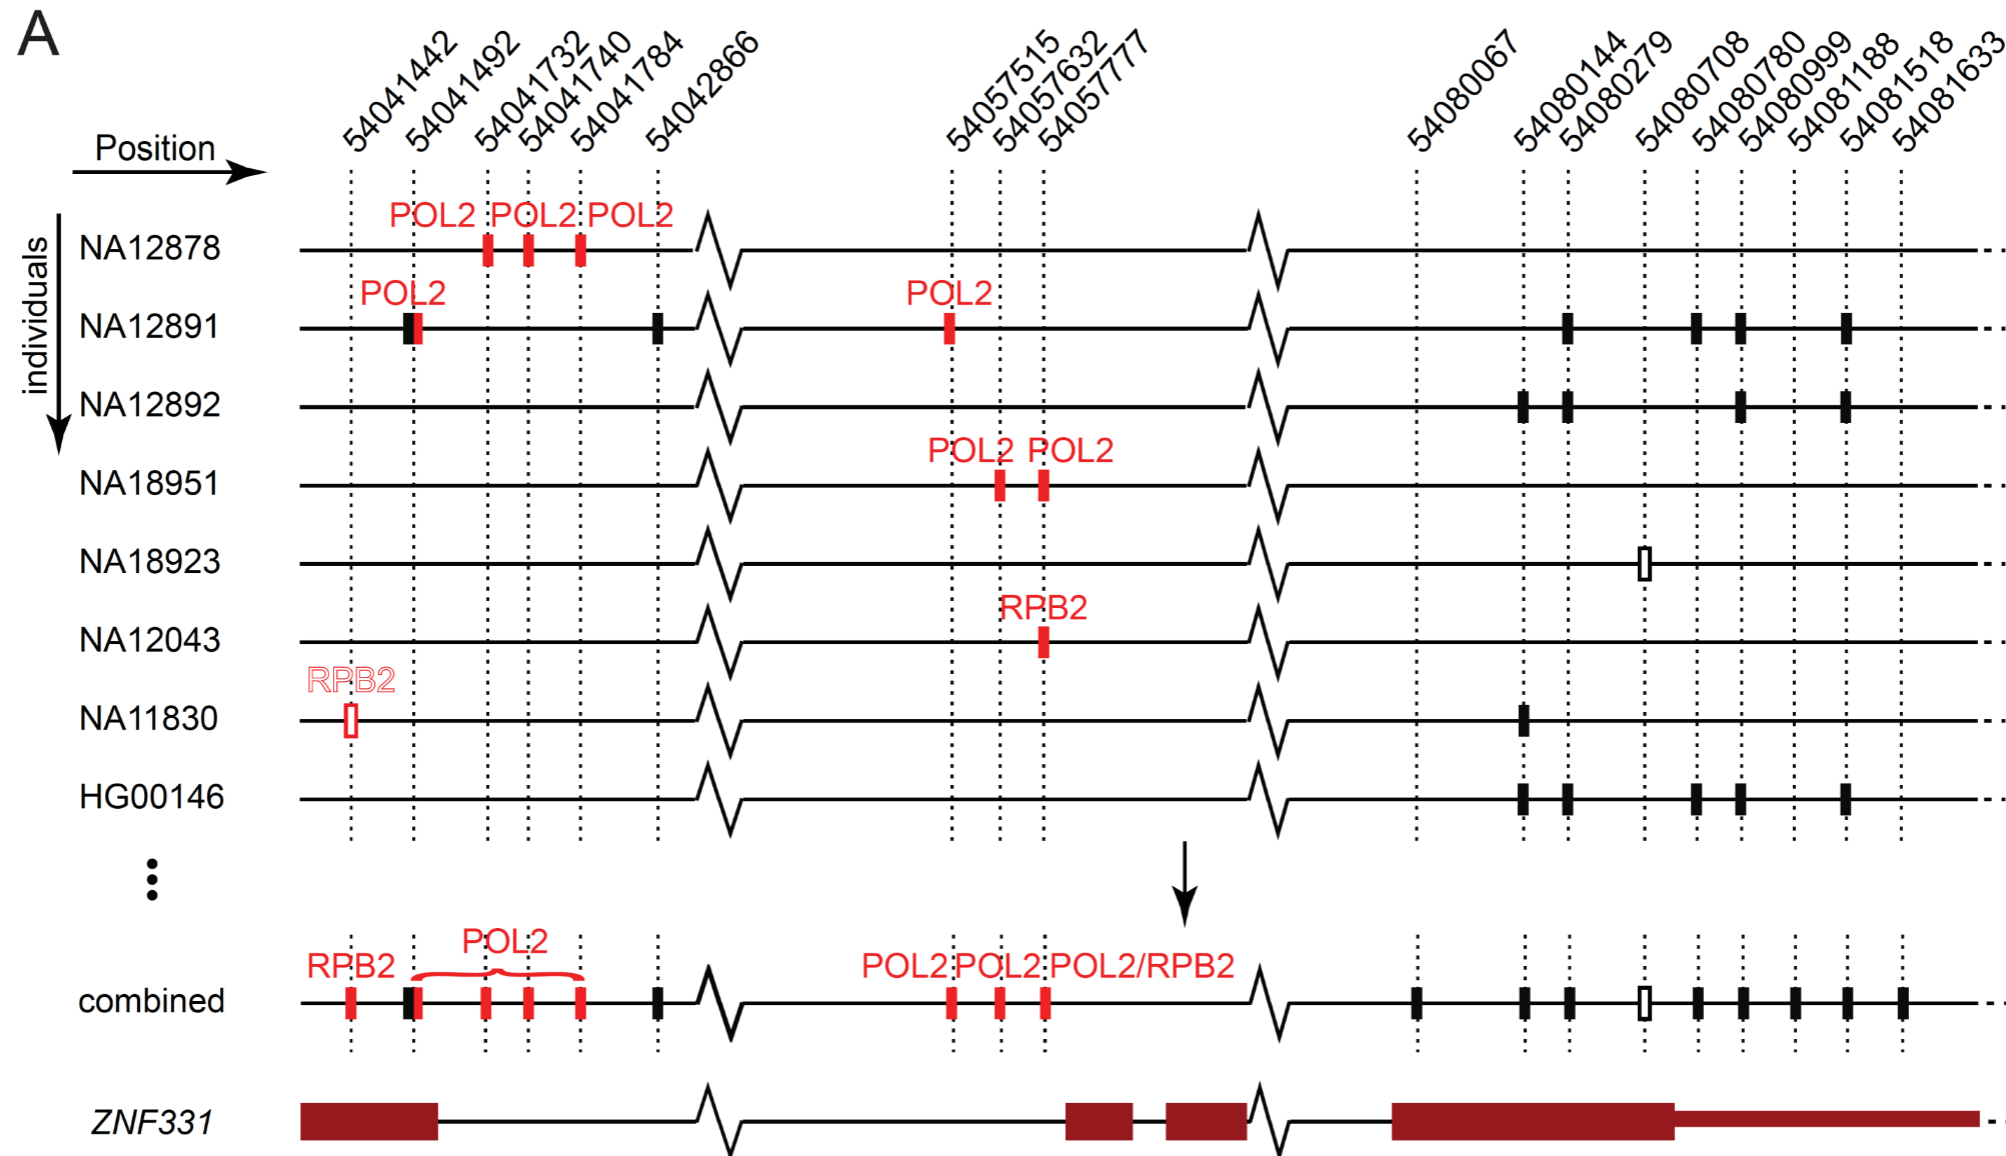 A
54041442 54041492 54041732 54041740 54041784 54042866 54057515 54057632 54057777 54080067 54080144 54080279 54080708 54080780 54080999 54081188 54081518 54081633
Position
individuals
POL2 POL2 POL2
NA12878
POL2 POL2
NA12891
NA12892
POL2 POL2
NA18951
NA18923
RPB2
NA12043
RPB2
NA11830
HG00146
POL2
RPB2 POL2 POL2 POL2/RPB2
combined
ZNF331